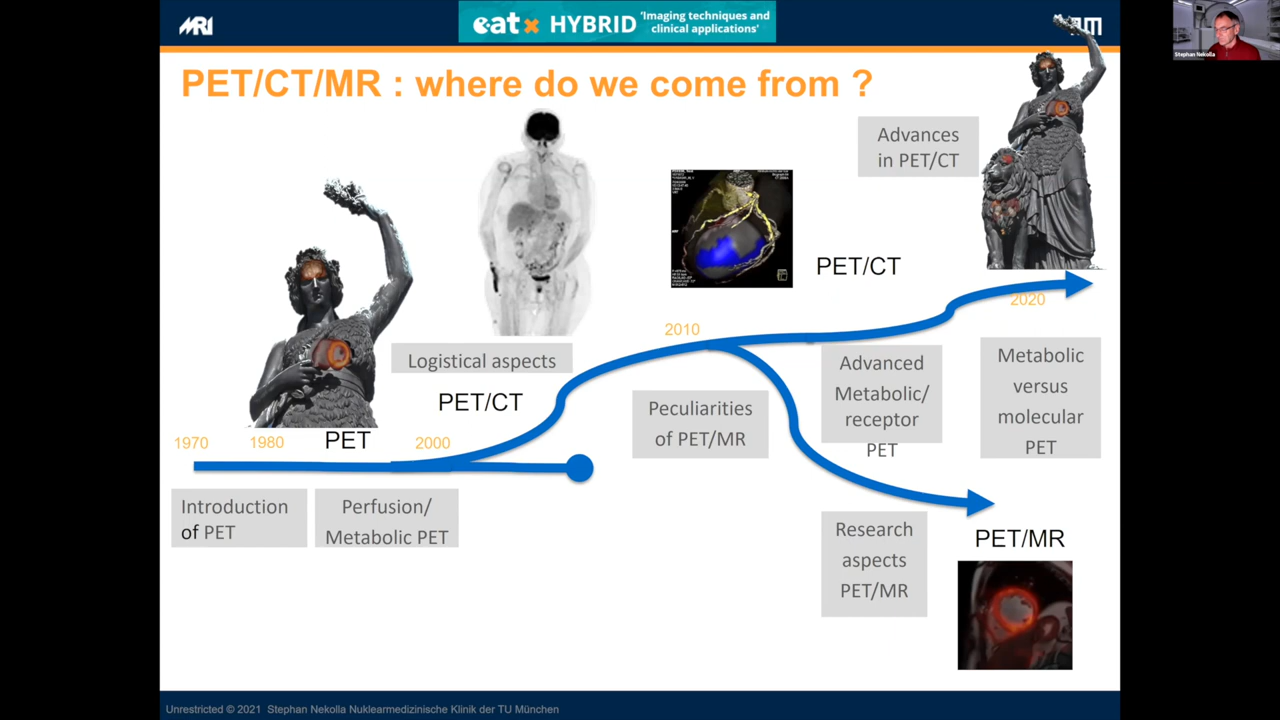 MRI
eatx HYBRID
'Imaging techniques and
clinical applications'
PET/CT/MR : where do we come from ?
Stephan Nekolla
Advances
in PET/CT
PET/CT
2020
2010
Logistical aspects
PET/CT
Peculiarities
of PET/MR
Advanced
Metabolic/
receptor
PET
Metabolic
versus
molecular
PET
1970
1980
PET
2000
Introduction
of PET
Perfusion/
Metabolic PET
Research
aspects
PET/MR
PET/MR
Unrestricted © 2021 Stephan Nekolla Nuklearmedizinische Klinik der TU München